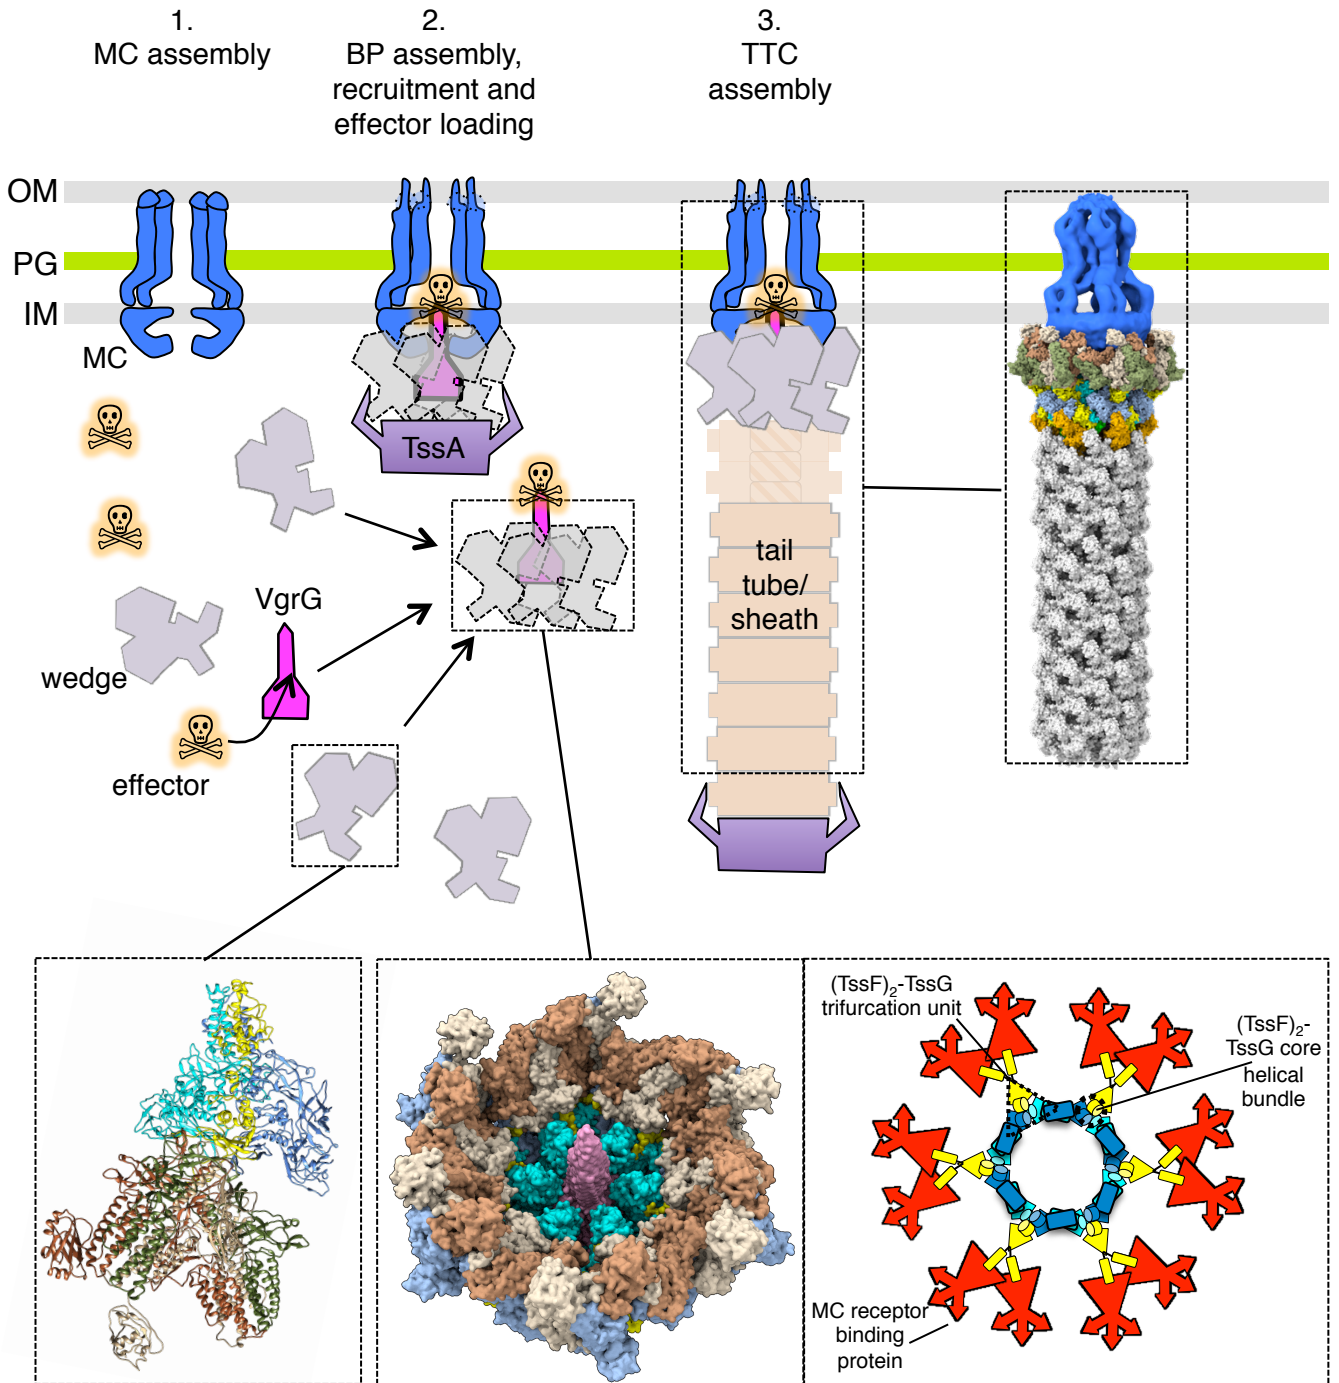 1.
MC assembly
2.
BP assembly,
recruitment and
effector loading
3.
TTC
assembly
OM
PG
IM
MC
TssA
VgrG
wedge
effector
tail
tube/
sheath
(TssF)2-TssG
trifurcation unit
(TssF)2-
TssG core
helical
bundle
MC receptor
binding
protein